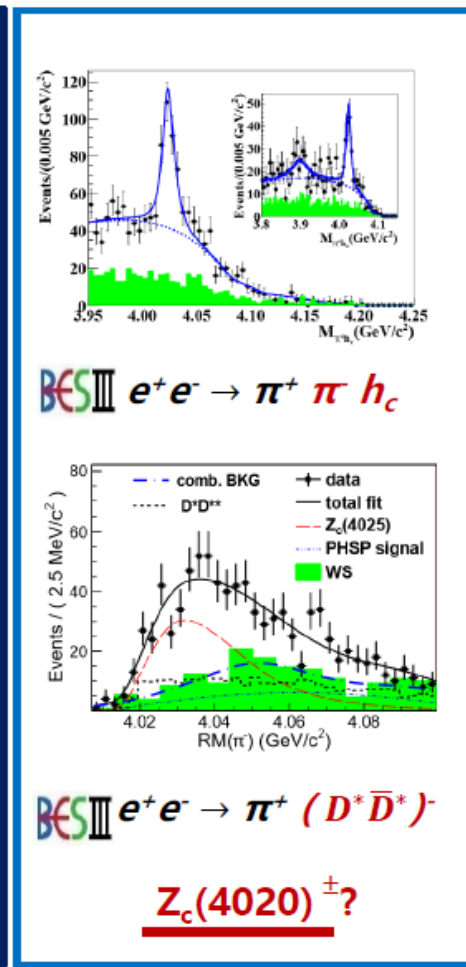 Events/(0.005 GeV/c²)
120
100
80
60
40
20
0
3.95 4.00 4.05 4.10 4.15 4.20 4.25
M_{π⁺h_c}(GeV/c²)
Events/(0.005 GeV/c²)
50
40
30
20
10
0
3.8 3.9 4.0 4.1
(GeV/c²)
BESIII e⁺e⁻ → π⁺ π⁻ h_c
Events / ( 2.5 MeV/c² )
80
60
40
20
comb. BKG
D*D**
data
total fit
Z_c(4025)
PHSP signal
WS
4.02 4.04 4.06 4.08
RM(π⁻) (GeV/c²)
BESIII e⁺e⁻ → π⁺ (D* D̅*)⁻
Z_c(4020) ±?